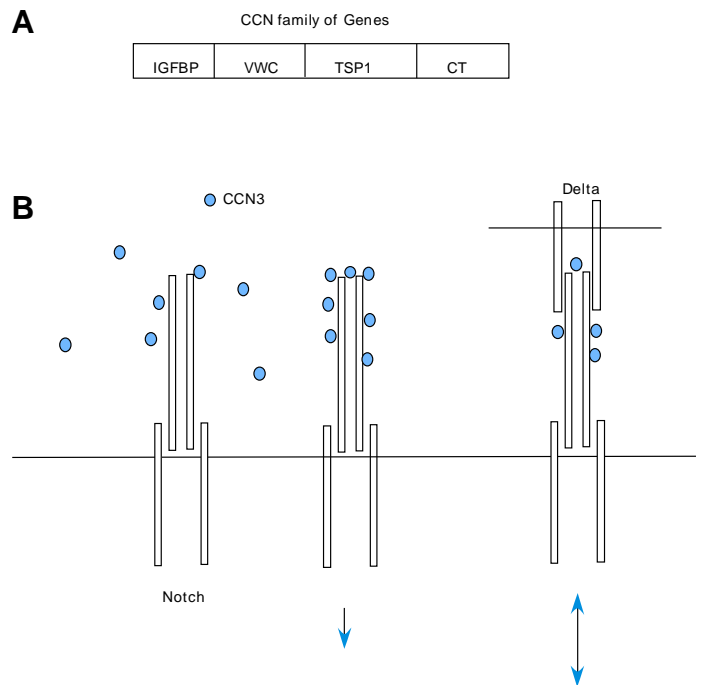 A
CCN family of Genes
IGFBP VWC TSP1 CT
B
CCN3
Delta
Notch